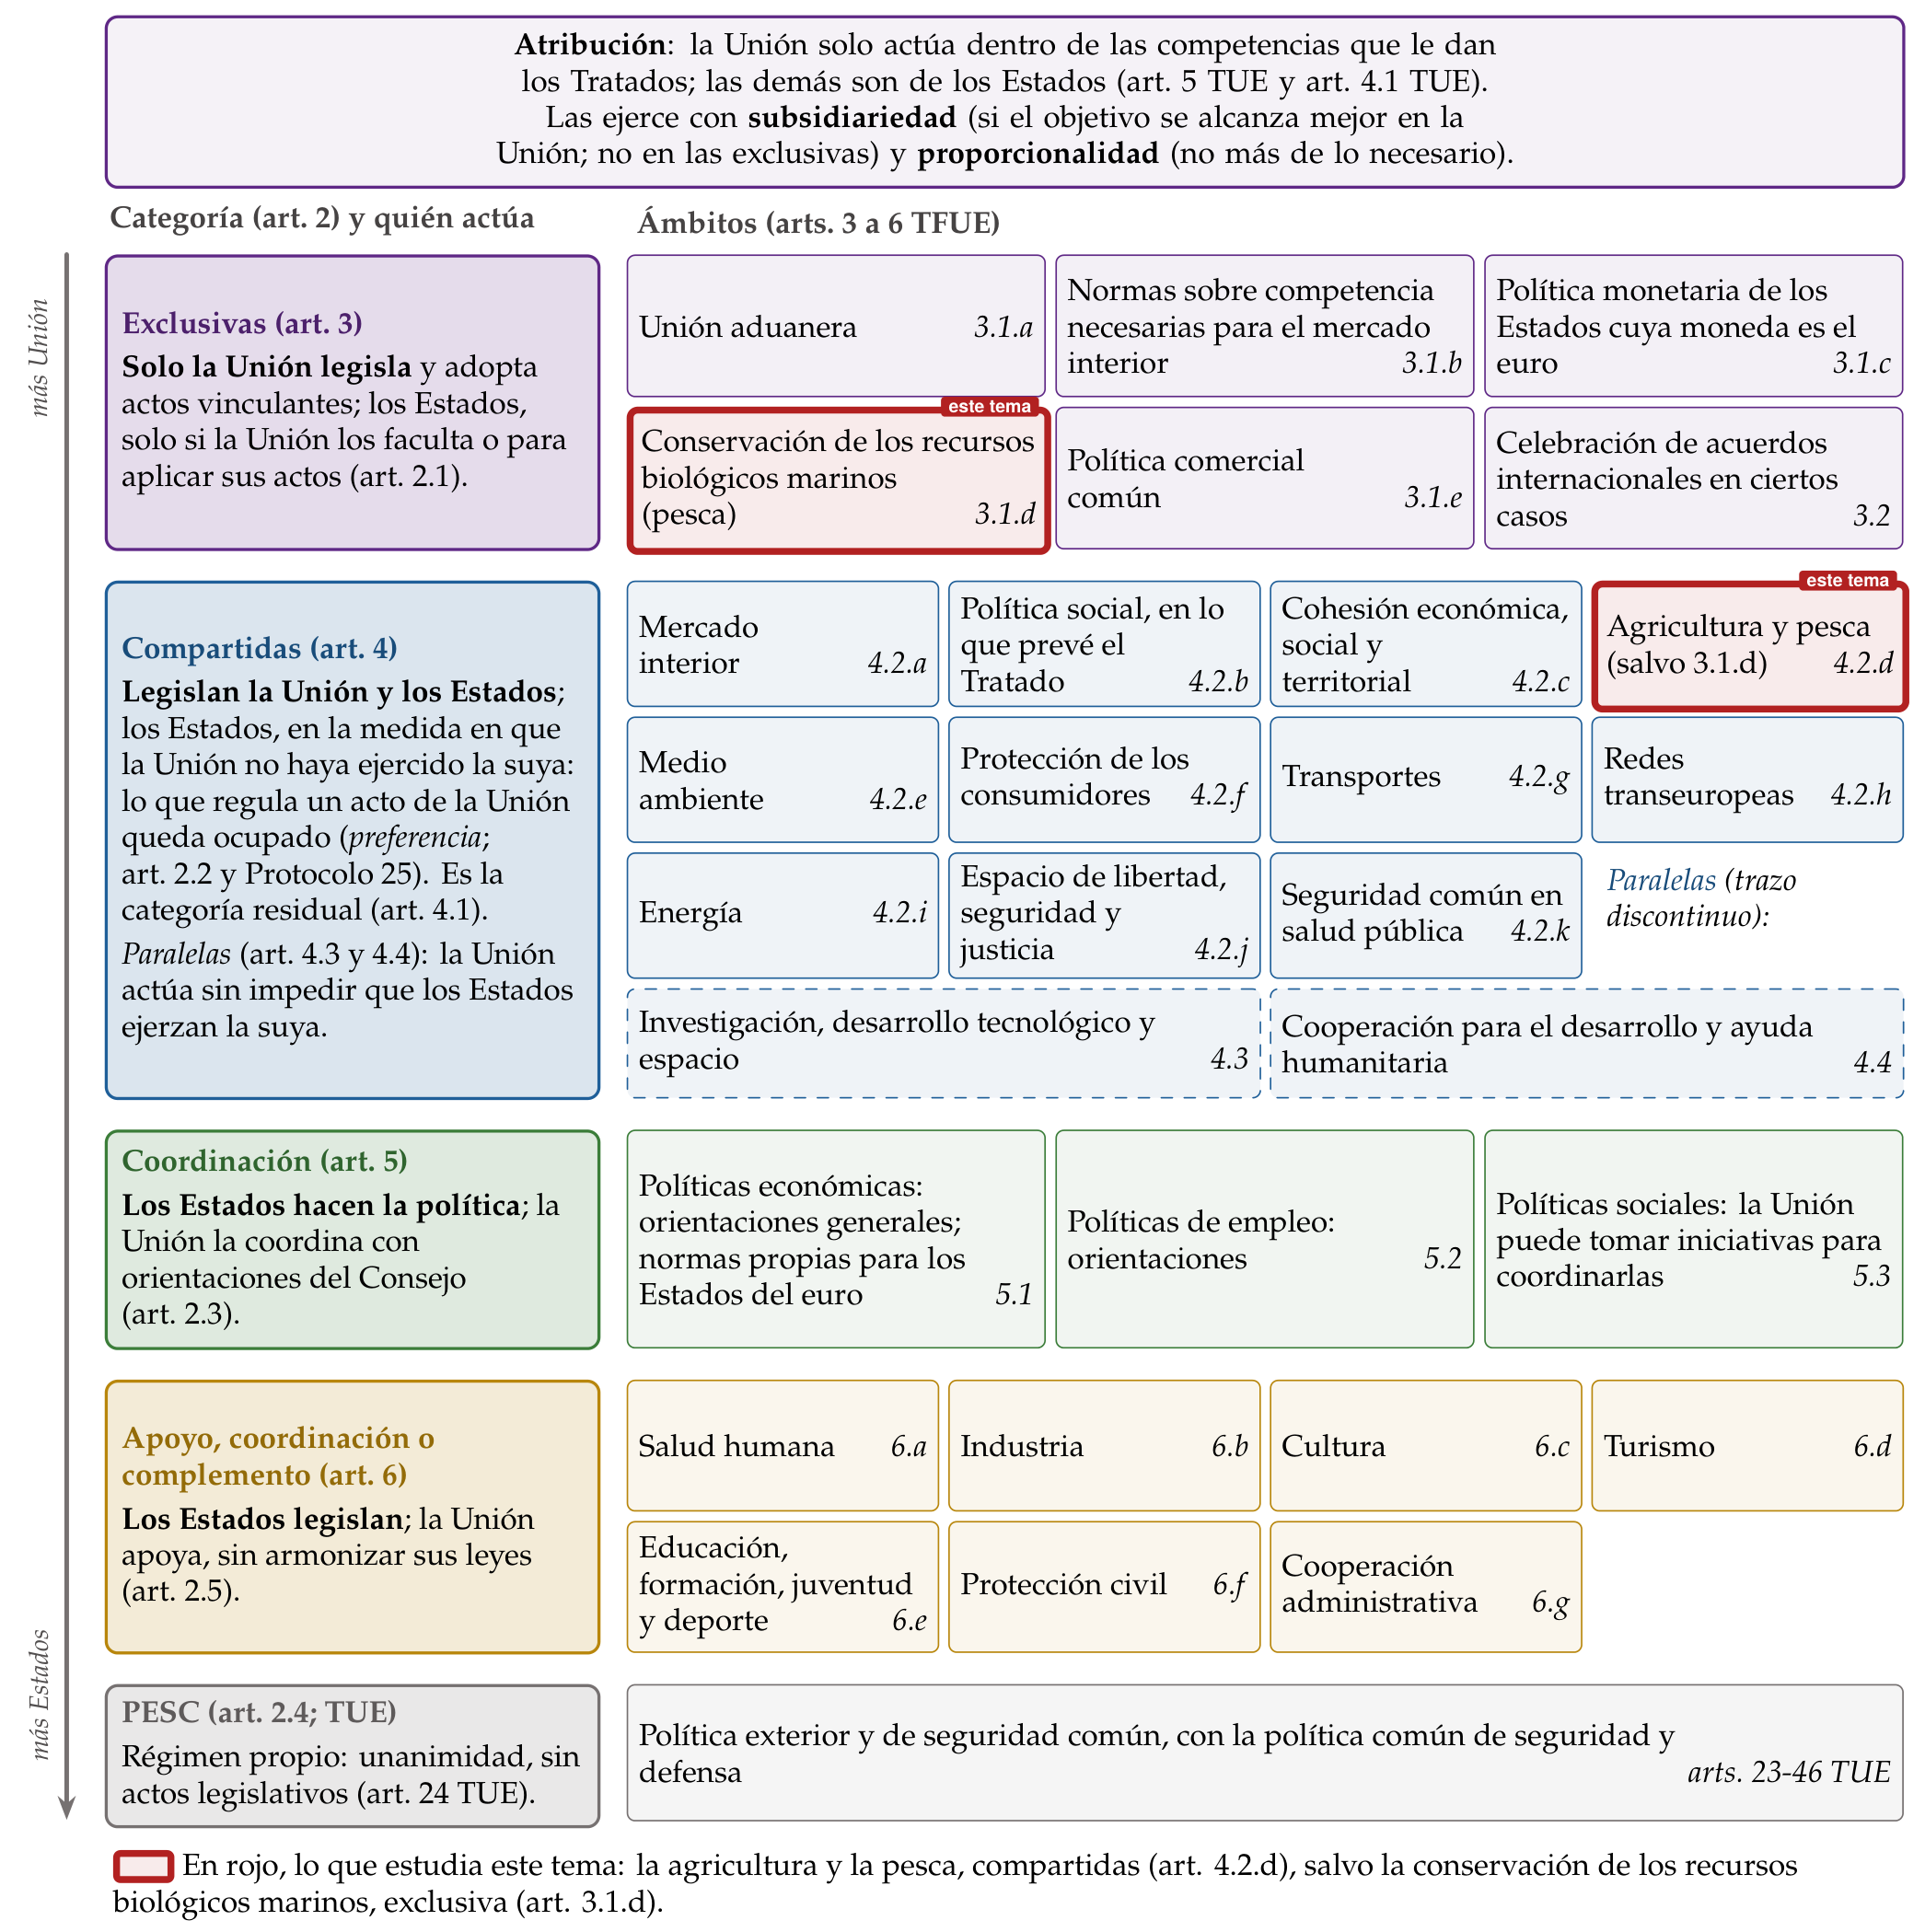 Atribución: la Unión solo actúa dentro de las competencias que le dan
los Tratados; las demás son de los Estados (art. 5 TUE y art. 4.1 TUE).
Las ejerce con subsidiariedad (si el objetivo se alcanza mejor en la
Unión; no en las exclusivas) y proporcionalidad (no más de lo necesario).
Categoría (art. 2) y quién actúa
Ámbitos (arts. 3 a 6 TFUE)
más Unión
Exclusivas (art. 3)
Solo la Unión legisla y adopta
actos vinculantes; los Estados,
solo si la Unión los faculta o para
aplicar sus actos (art. 2.1).
Unión aduanera 3.1.a
Normas sobre competencia
necesarias para el mercado
interior 3.1.b
Política monetaria de los
Estados cuya moneda es el
euro 3.1.c
este tema
Conservación de los recursos
biológicos marinos
(pesca) 3.1.d
Política comercial
común 3.1.e
Celebración de acuerdos
internacionales en ciertos
casos 3.2
Compartidas (art. 4)
Legislan la Unión y los Estados;
los Estados, en la medida en que
la Unión no haya ejercido la suya:
lo que regula un acto de la Unión
queda ocupado (preferencia;
art. 2.2 y Protocolo 25). Es la
categoría residual (art. 4.1).
Paralelas (art. 4.3 y 4.4): la Unión
actúa sin impedir que los Estados
ejerzan la suya.
Mercado
interior 4.2.a
Política social, en lo
que prevé el
Tratado 4.2.b
Cohesión económica,
social y
territorial 4.2.c
este tema
Agricultura y pesca
(salvo 3.1.d) 4.2.d
Medio
ambiente 4.2.e
Protección de los
consumidores 4.2.f
Transportes 4.2.g
Redes
transeuropeas 4.2.h
Energía 4.2.i
Espacio de libertad,
seguridad y
justicia 4.2.j
Seguridad común en
salud pública 4.2.k
Paralelas (trazo
discontinuo):
Investigación, desarrollo tecnológico y
espacio 4.3
Cooperación para el desarrollo y ayuda
humanitaria 4.4
Coordinación (art. 5)
Los Estados hacen la política; la
Unión la coordina con
orientaciones del Consejo
(art. 2.3).
Políticas económicas:
orientaciones generales;
normas propias para los
Estados del euro 5.1
Políticas de empleo:
orientaciones 5.2
Políticas sociales: la Unión
puede tomar iniciativas para
coordinarlas 5.3
Apoyo, coordinación o
complemento (art. 6)
Los Estados legislan; la Unión
apoya, sin armonizar sus leyes
(art. 2.5).
Salud humana 6.a
Industria 6.b
Cultura 6.c
Turismo 6.d
Educación,
formación, juventud
y deporte 6.e
Protección civil 6.f
Cooperación
administrativa 6.g
más Estados
PESC (art. 2.4; TUE)
Régimen propio: unanimidad, sin
actos legislativos (art. 24 TUE).
Política exterior y de seguridad común, con la política común de seguridad y
defensa arts. 23-46 TUE
En rojo, lo que estudia este tema: la agricultura y la pesca, compartidas (art. 4.2.d), salvo la conservación de los recursos
biológicos marinos, exclusiva (art. 3.1.d).